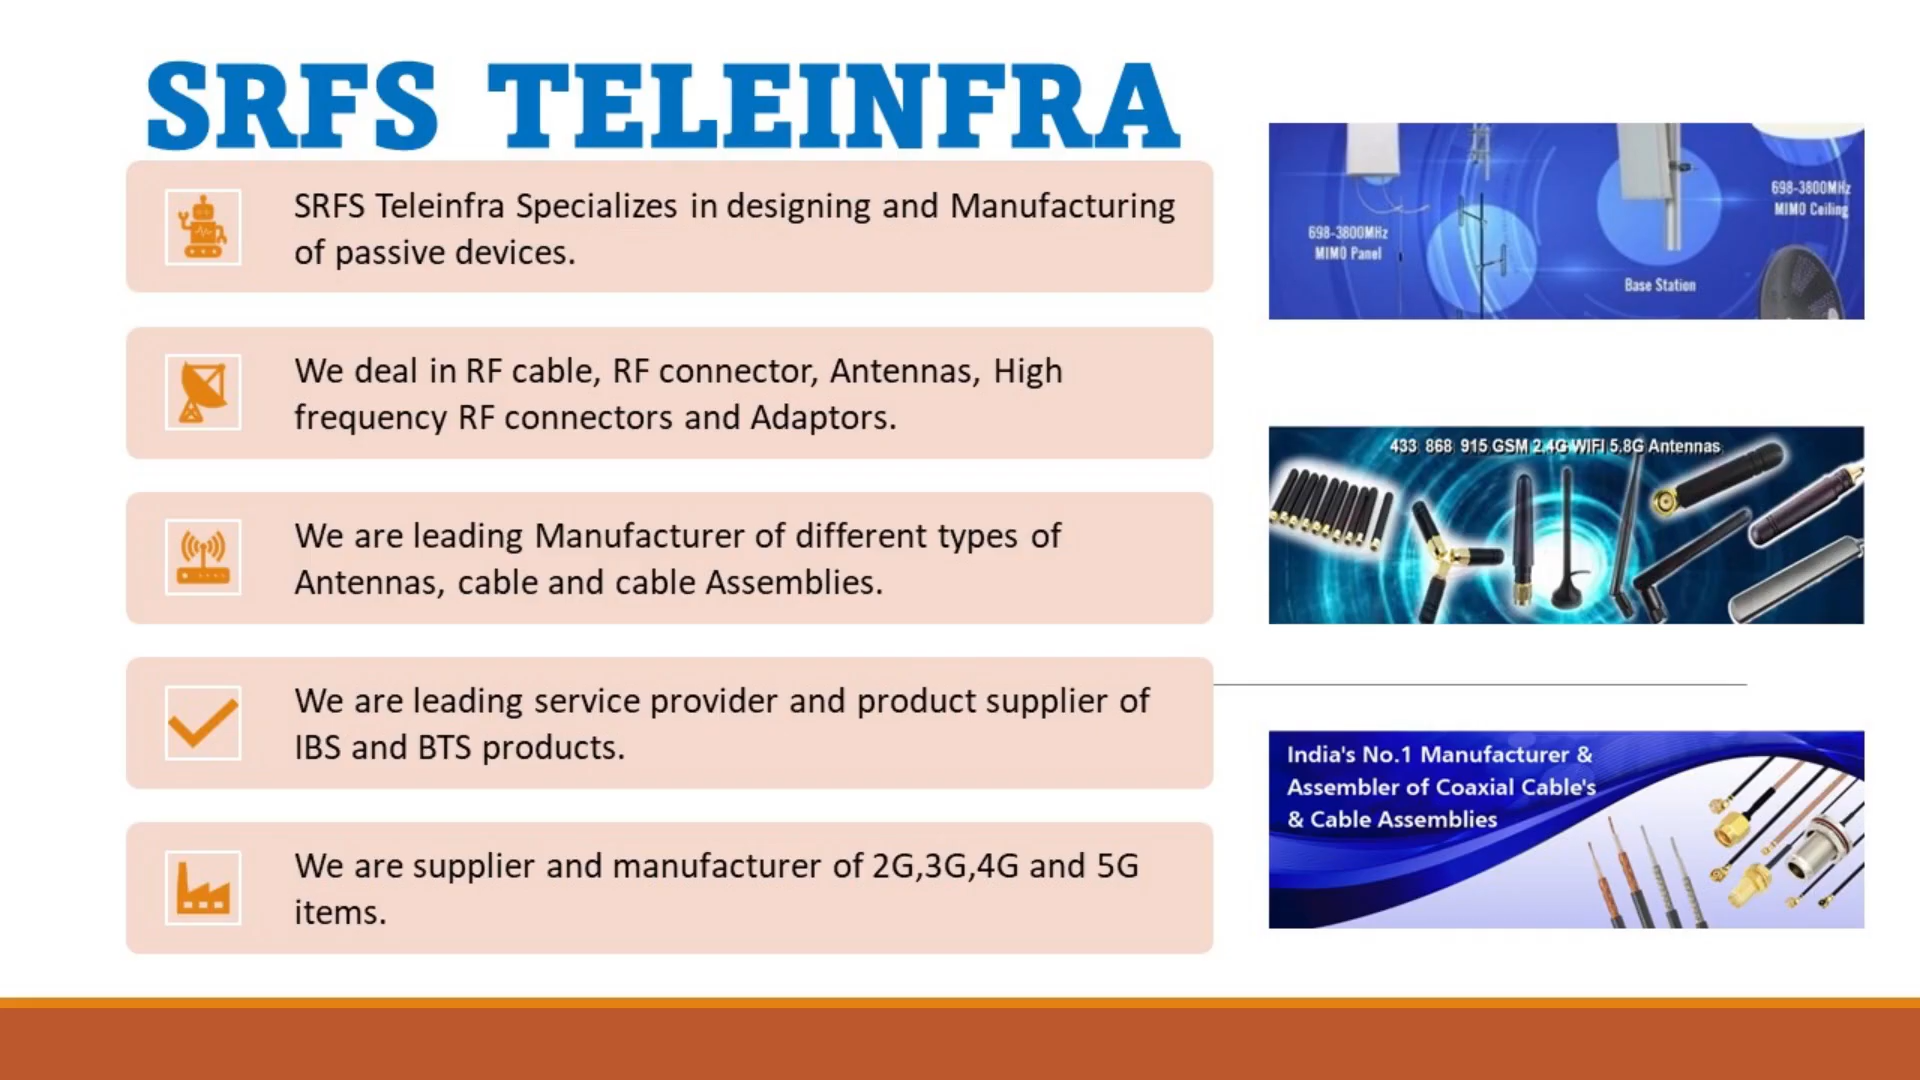 SRFS TELEINFRA
SRFS Teleinfra Specializes in designing and Manufacturing
of passive devices.
We deal in RF cable, RF connector, Antennas, High
frequency RF connectors and Adaptors.
We are leading Manufacturer of different types of
Antennas, cable and cable Assemblies.
We are leading service provider and product supplier of
IBS and BTS products.
We are supplier and manufacturer of 2G,3G,4G and 5G
items.
698-3800MHz
MIMO Panel
Base Station
698-3800MHz
MIMO Ceiling
433 868 915 GSM 2.4G WIFI 5.8G Antennas
India's No.1 Manufacturer &
Assembler of Coaxial Cable's
& Cable Assemblies